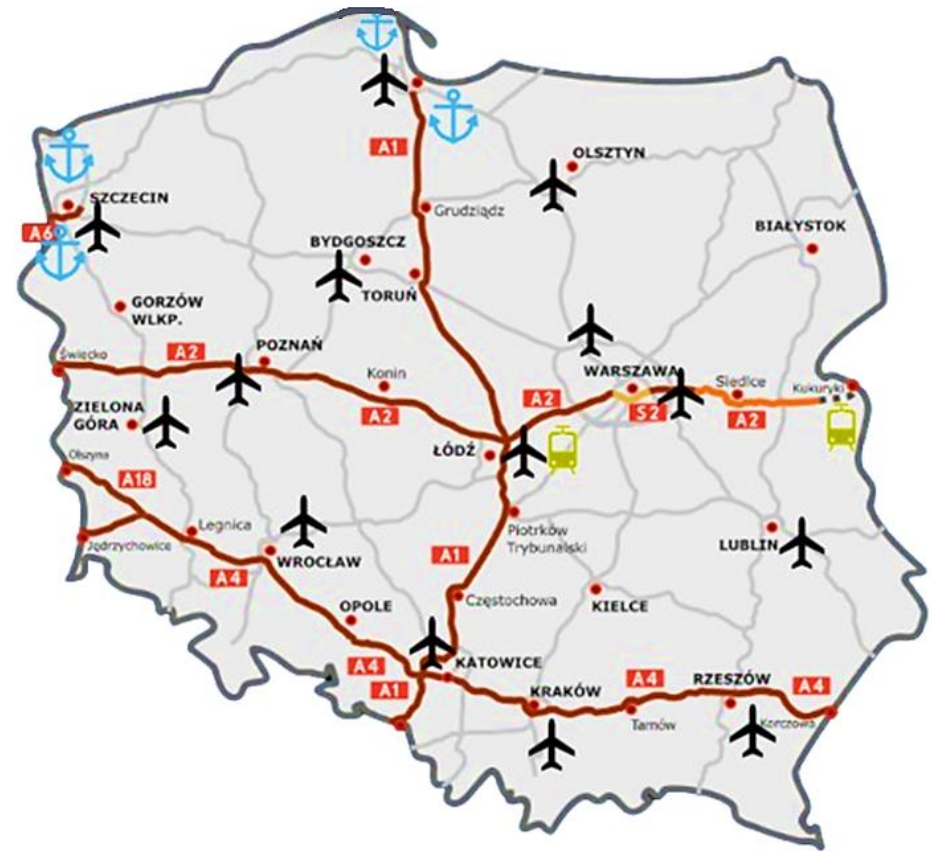 A1
OLSZTYN
SZCZECIN
Grudziądz
BIAŁYSTOK
A6
BYDGOSZCZ
TORUŃ
GORZÓW
WLKP.
POZNAŃ
A2
Świecko
Konin
WARSZAWA
Siedlce
Kukuryki
A2
A2
S2
A2
ZIELONA
GÓRA
ŁÓDŹ
Olszyna
A18
Legnica
Piotrków
Trybunalski
Jędrzychowice
LUBLIN
WROCŁAW
A1
A4
OPOLE
Częstochowa
KIELCE
A4
KATOWICE
A1
KRAKÓW
A4
RZESZÓW
A4
Tarnów
Korczowa